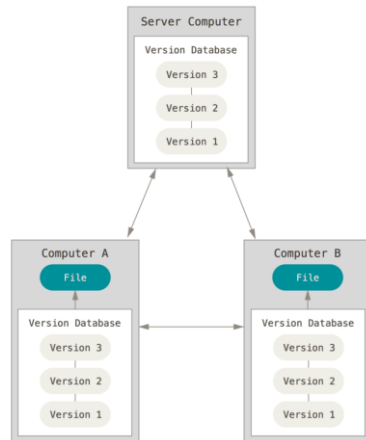 Server Computer
Version Database
Version 3
Version 2
Version 1
Computer A
File
Version Database
Version 3
Version 2
Version 1
Computer B
File
Version Database
Version 3
Version 2
Version 1